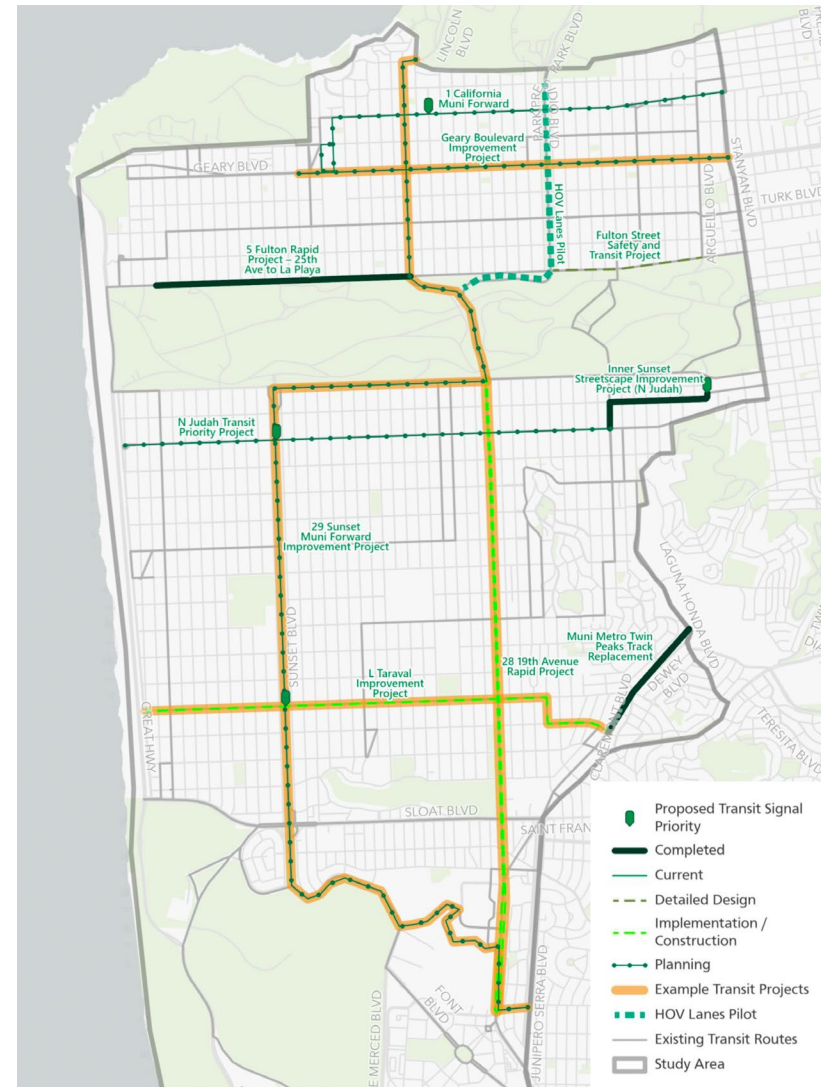 LINCOLN
BLVD
PARK BLVD
1 California
Muni Forward
PARK PRESIDIO BLVD
Geary Boulevard
Improvement
Project
GEARY BLVD
STANYAN BLVD
TURK BLVD
HOV Lanes Pilot
ARGUELLO BLVD
5 Fulton Rapid
Project – 25th
Ave to La Playa
Fulton Street
Safety and
Transit Project
Inner Sunset
Streetscape Improvement
Project (N Judah)
N Judah Transit
Priority Project
29 Sunset
Muni Forward
Improvement Project
LAGUNA HONDA BLVD
Muni Metro Twin
Peaks Track
Replacement
SUNSET BLVD
L Taraval
Improvement
Project
28 19th Avenue
Rapid Project
DEWEY
BLVD
GREAT HWY
CLAREMONT BLVD
TERESITA BLVD
SLOAT BLVD
SAINT FRAN
FONT
BLVD
E MERCED BLVD
JUNIPERO SERRA BLVD
Proposed Transit Signal
Priority
Completed
Current
Detailed Design
Implementation /
Construction
Planning
Example Transit Projects
HOV Lanes Pilot
Existing Transit Routes
Study Area